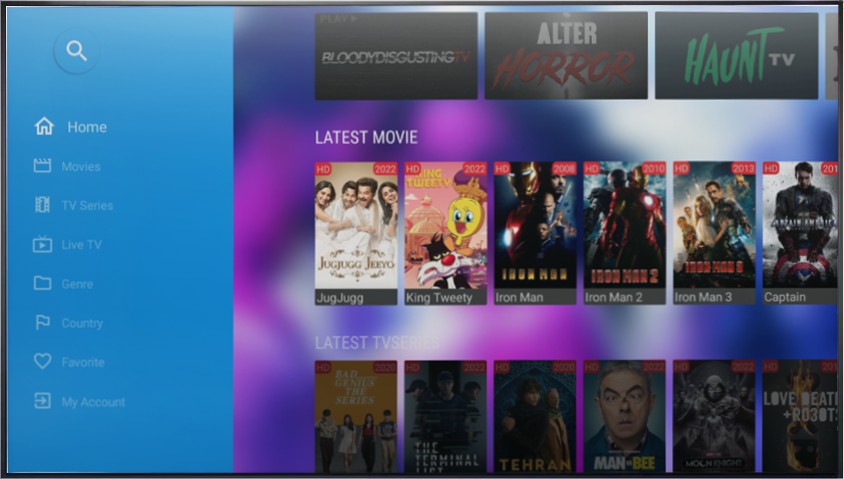 PLAY
BLOODYDISGUSTINGTV
ALTER
HORROR
HAUNT TV
Home
Movies
TV Series
Live TV
Genre
Country
Favorite
My Account
LATEST MOVIE
HD 2022
JUGJUGG JEEYO
JugJugg
HD 2022
KING
TWEETY
King Tweety
HD 2008
IRON MAN
Iron Man
HD 2010
IRON MAN 2
Iron Man 2
HD 2013
IRON MAN 3
Iron Man 3
HD 201
CAPTAIN AMERICA
Captain
LATEST TVSERIES
HD 2020
BAD
GENIUS
THE
SERIES
HD 2022
THE
TERMINAL
LIST
HD 2020
TEHRAN
HD 2022
MAN vs BEE
HD 2022
MOON KNIGHT
HD 201
LOVE DEATH
+RO3OTS